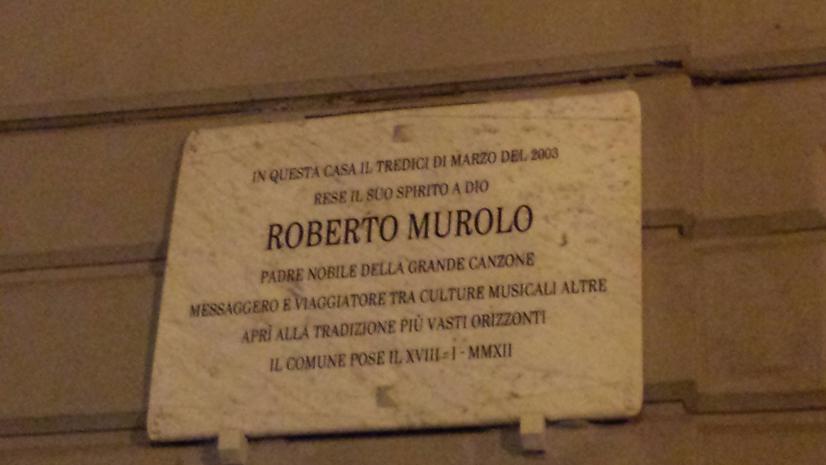 IN QUESTA CASA IL TREDICI DI MARZO DEL 2003
RESE IL SUO SPIRITO A DIO
ROBERTO MUROLO
PADRE NOBILE DELLA GRANDE CANZONE
MESSAGGERO E VIAGGIATORE TRA CULTURE MUSICALI ALTRE
APRÌ ALLA TRADIZIONE PIÙ VASTI ORIZZONTI
IL COMUNE POSE IL XVIII - I - MMXII